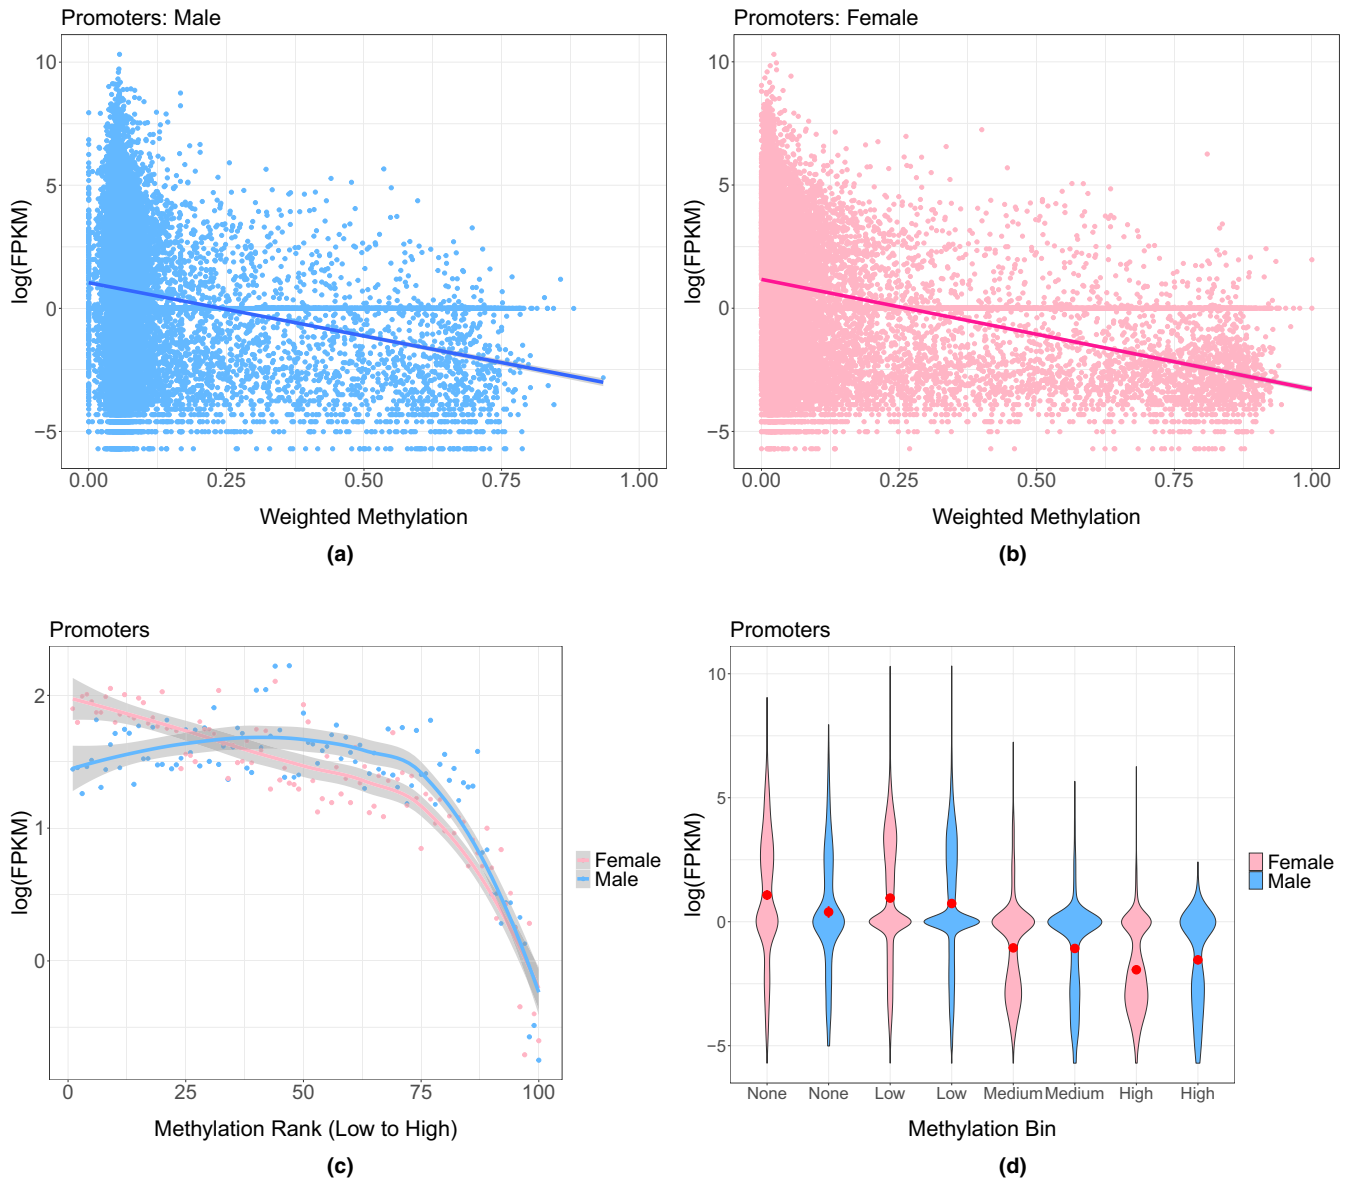 Promoters: Male
10
5
0
−5
log(FPKM)
0.00 0.25 0.50 0.75 1.00
Weighted Methylation
(a)
Promoters: Female
10
5
0
−5
log(FPKM)
0.00 0.25 0.50 0.75 1.00
Weighted Methylation
(b)
Promoters
2
1
0
log(FPKM)
0 25 50 75 100
Methylation Rank (Low to High)
Female
Male
(c)
Promoters
10
5
0
−5
log(FPKM)
None None Low Low Medium Medium High High
Methylation Bin
Female
Male
(d)